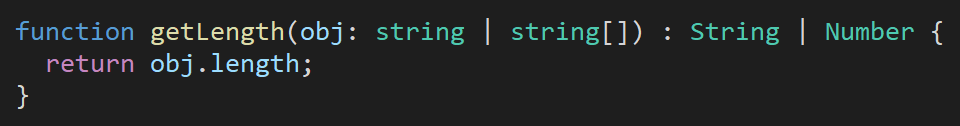 function getLength(obj: string | string[]) : String | Number {
  return obj.length;
}